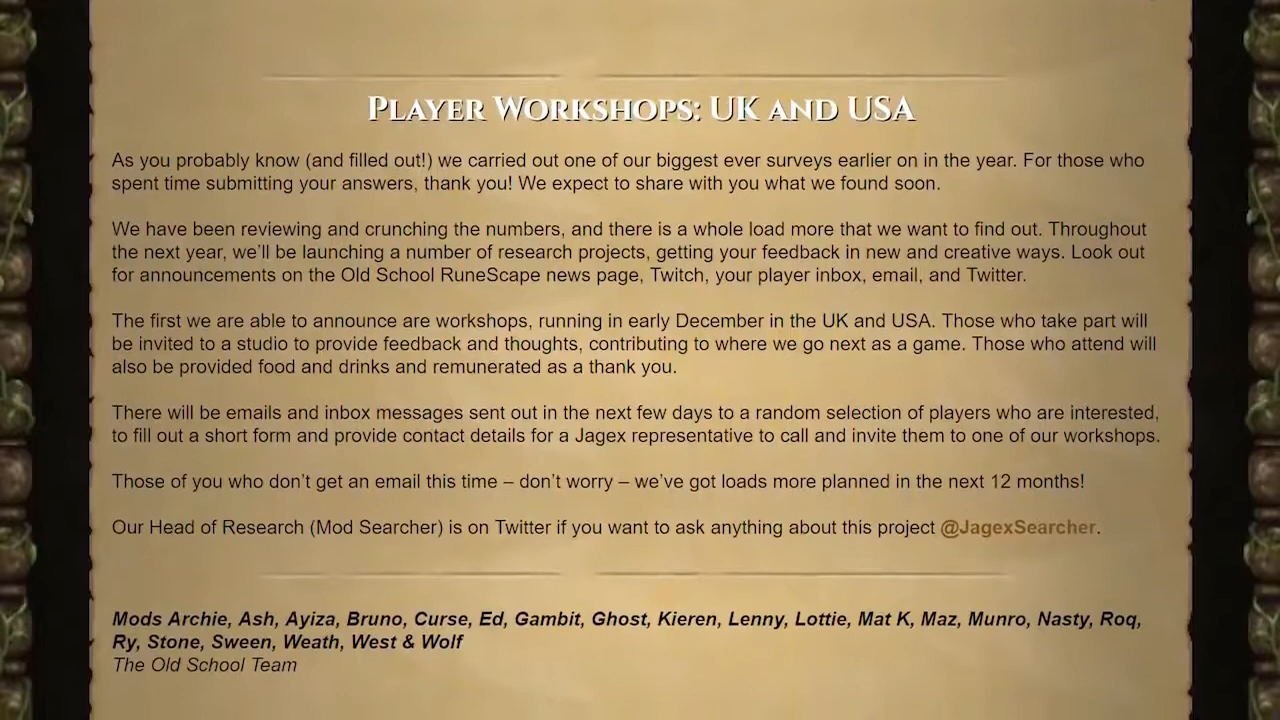 Player Workshops: UK and USA
As you probably know (and filled out!) we carried out one of our biggest ever surveys earlier on in the year. For those who
spent time submitting your answers, thank you! We expect to share with you what we found soon.
We have been reviewing and crunching the numbers, and there is a whole load more that we want to find out. Throughout
the next year, we'll be launching a number of research projects, getting your feedback in new and creative ways. Look out
for announcements on the Old School RuneScape news page, Twitch, your player inbox, email, and Twitter.
The first we are able to announce are workshops, running in early December in the UK and USA. Those who take part will
be invited to a studio to provide feedback and thoughts, contributing to where we go next as a game. Those who attend will
also be provided food and drinks and remunerated as a thank you.
There will be emails and inbox messages sent out in the next few days to a random selection of players who are interested,
to fill out a short form and provide contact details for a Jagex representative to call and invite them to one of our workshops.
Those of you who don't get an email this time – don't worry – we've got loads more planned in the next 12 months!
Our Head of Research (Mod Searcher) is on Twitter if you want to ask anything about this project @JagexSearcher.
Mods Archie, Ash, Ayiza, Bruno, Curse, Ed, Gambit, Ghost, Kieren, Lenny, Lottie, Mat K, Maz, Munro, Nasty, Roq,
Ry, Stone, Sween, Weath, West & Wolf
The Old School Team